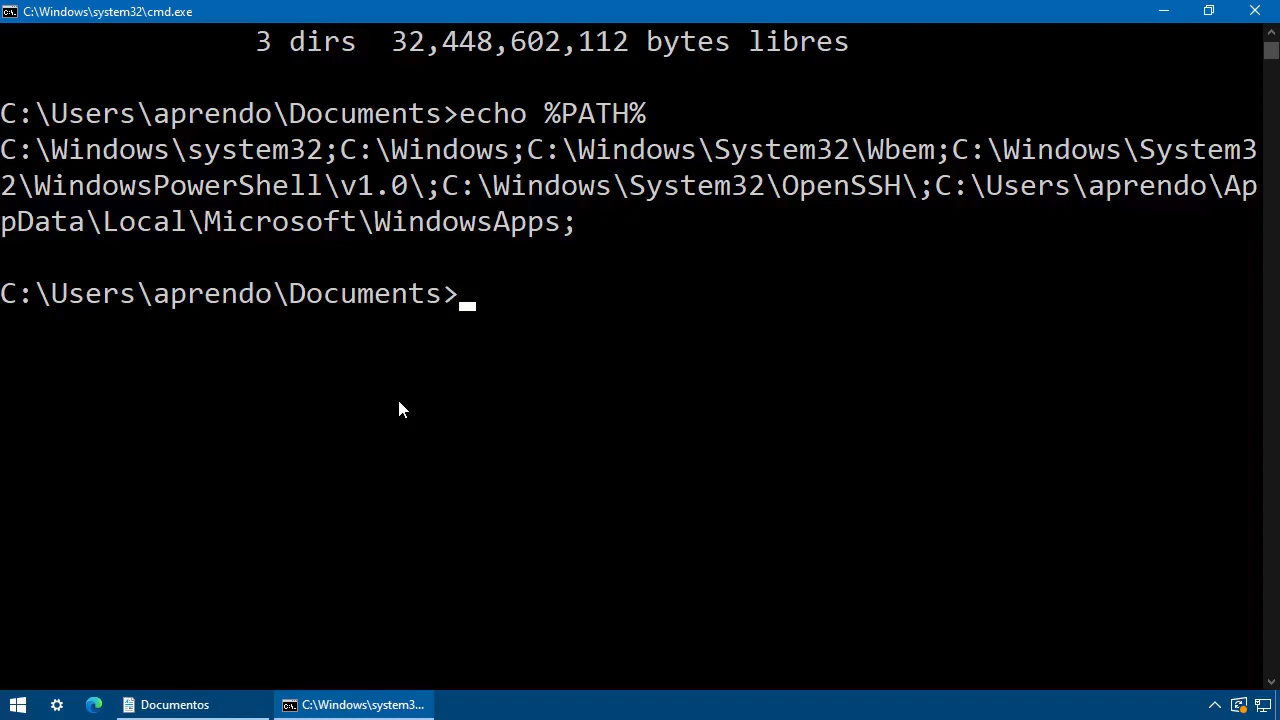 C:\Windows\system32\cmd.exe
3 dirs  32,448,602,112 bytes libres
C:\Users\aprendo\Documents>echo %PATH%
C:\Windows\system32;C:\Windows;C:\Windows\System32\Wbem;C:\Windows\System3
2\WindowsPowerShell\v1.0\;C:\Windows\System32\OpenSSH\;C:\Users\aprendo\Ap
pData\Local\Microsoft\WindowsApps;
C:\Users\aprendo\Documents>
Documentos
C:\Windows\system3...